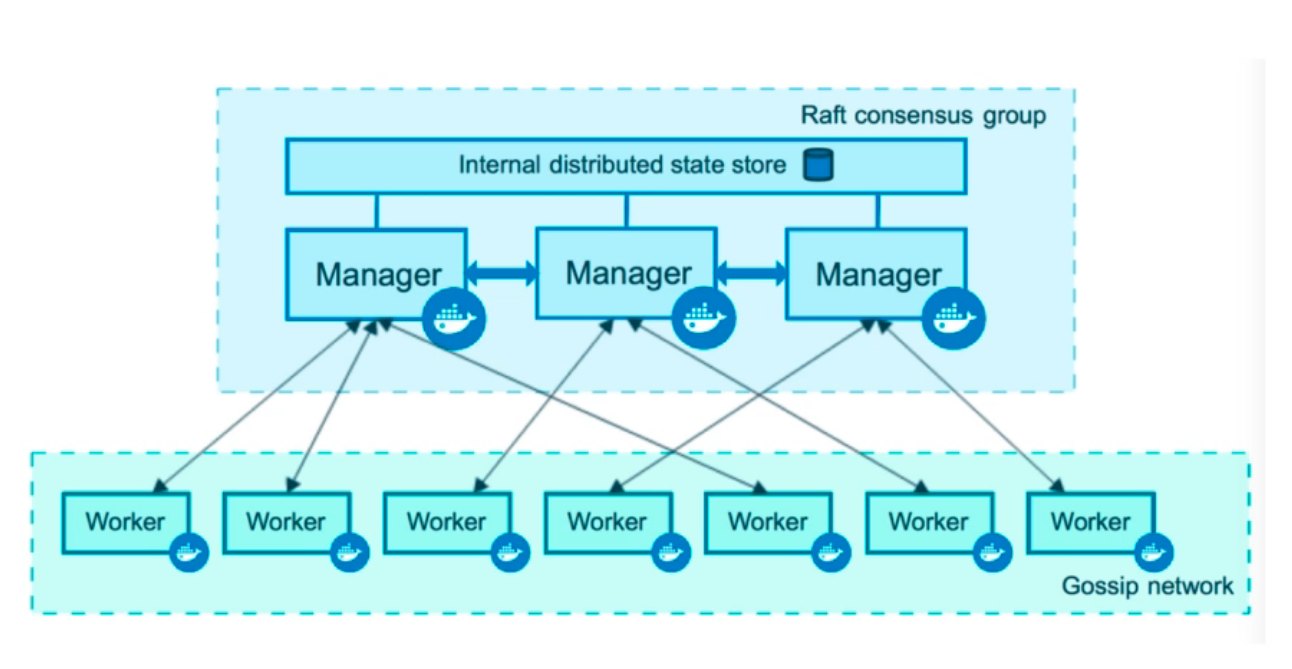 Raft consensus group
Internal distributed state store
Manager
Manager
Manager
Worker
Worker
Worker
Worker
Worker
Worker
Worker
Gossip network